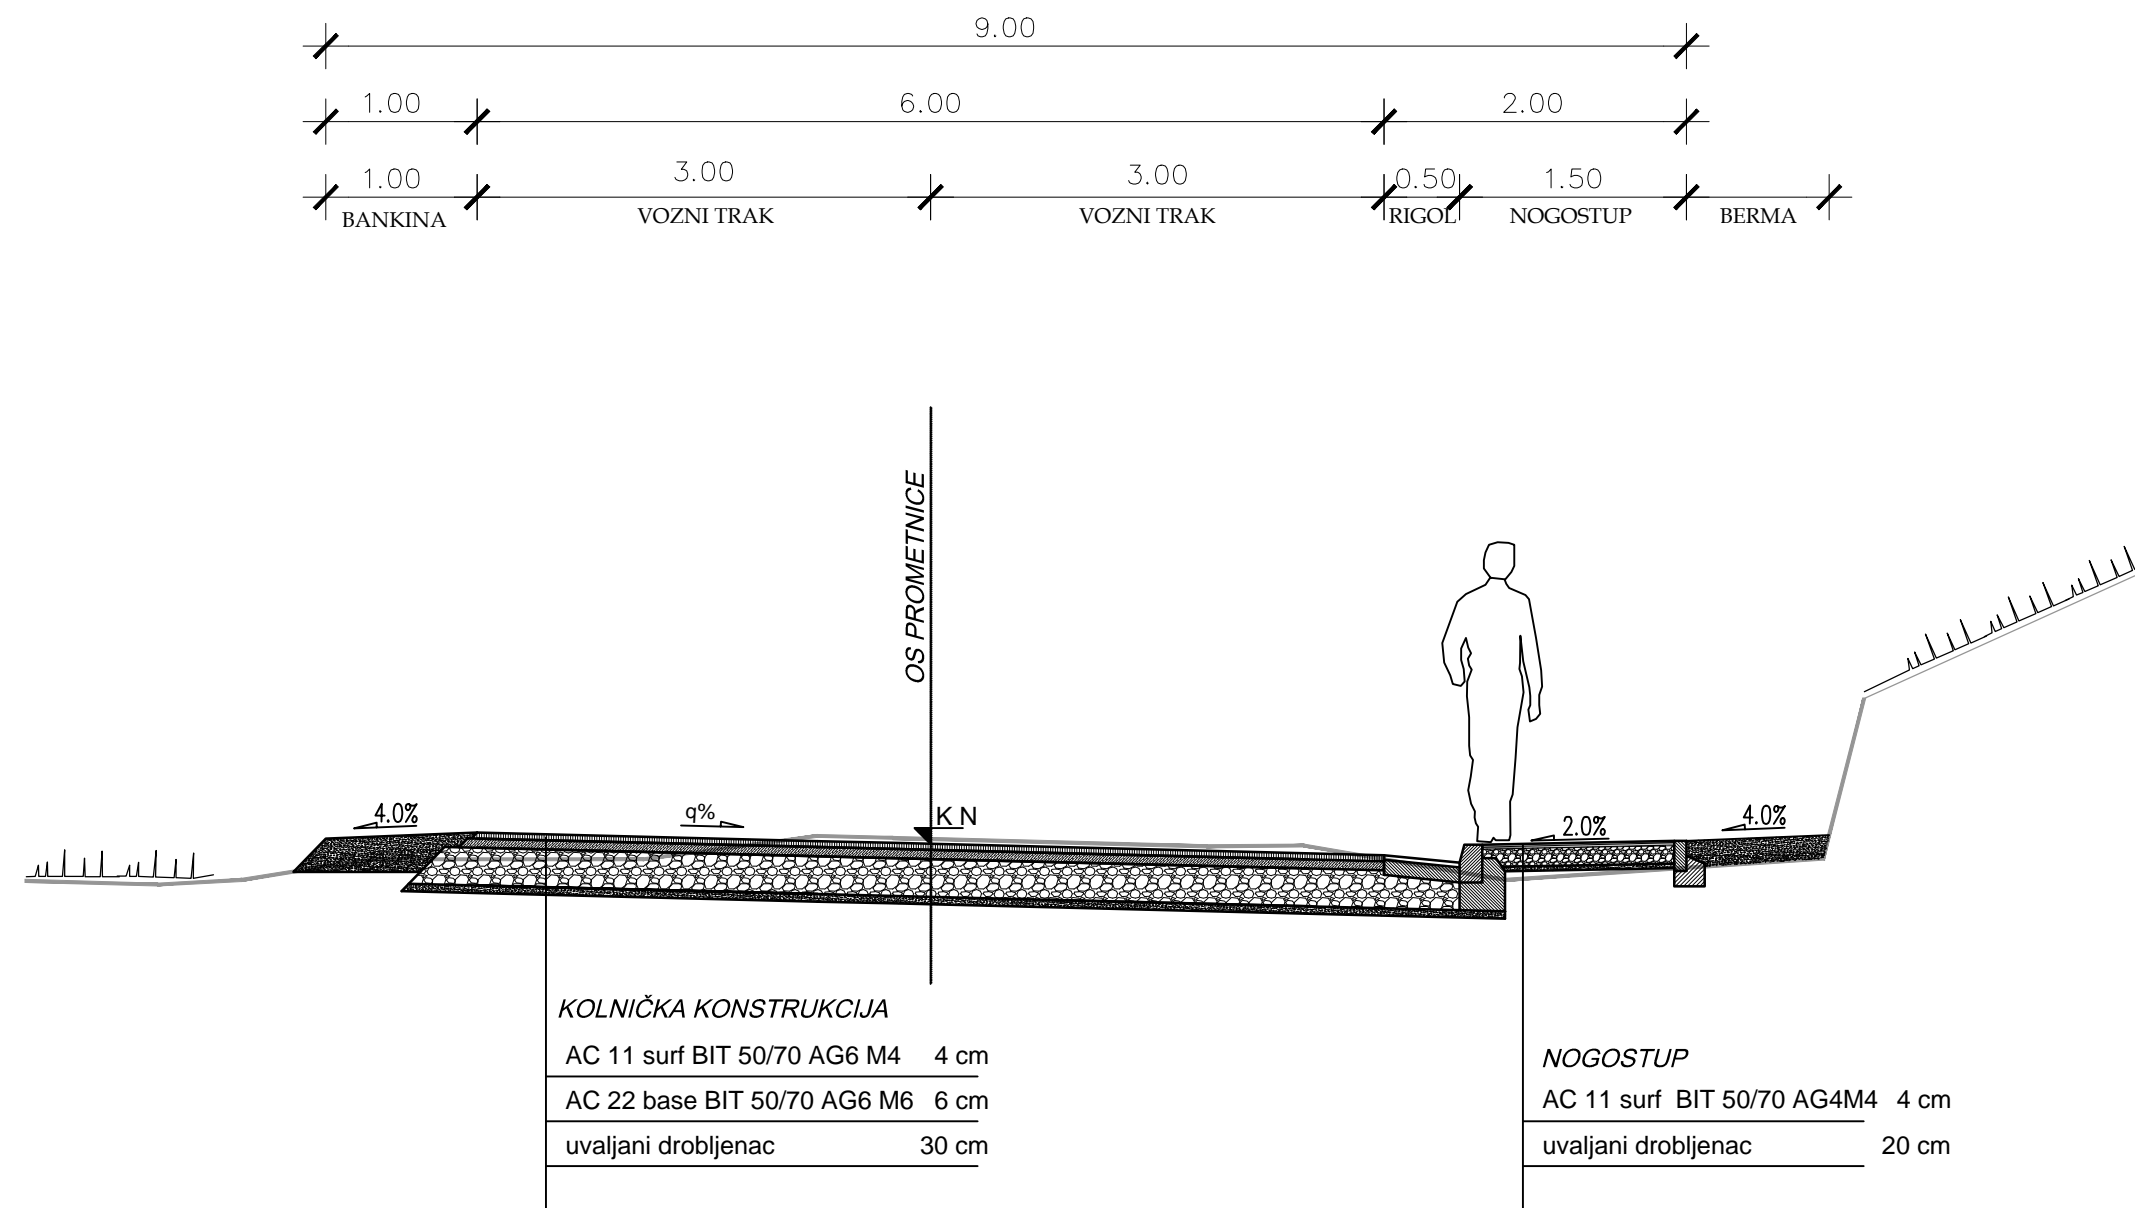 9.00
1.00 6.00 2.00
1.00 3.00 3.00 0.50 1.50
BANKINA VOZNI TRAK VOZNI TRAK RIGOL NOGOSTUP BERMA
OS PROMETNICE
4.0% q% K N 2.0% 4.0%
KOLNIČKA KONSTRUKCIJA
AC 11 surf BIT 50/70 AG6 M4 4 cm
AC 22 base BIT 50/70 AG6 M6 6 cm
uvaljani drobljenac 30 cm
NOGOSTUP
AC 11 surf BIT 50/70 AG4M4 4 cm
uvaljani drobljenac 20 cm